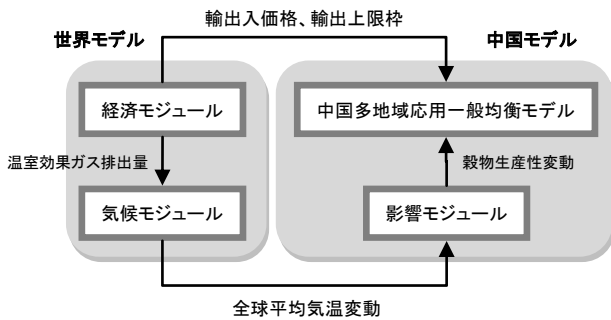 輸出入価格、輸出上限枠
世界モデル
中国モデル
経済モジュール
中国多地域応用一般均衡モデル
温室効果ガス排出量
穀物生産性変動
気候モジュール
影響モジュール
全球平均気温変動